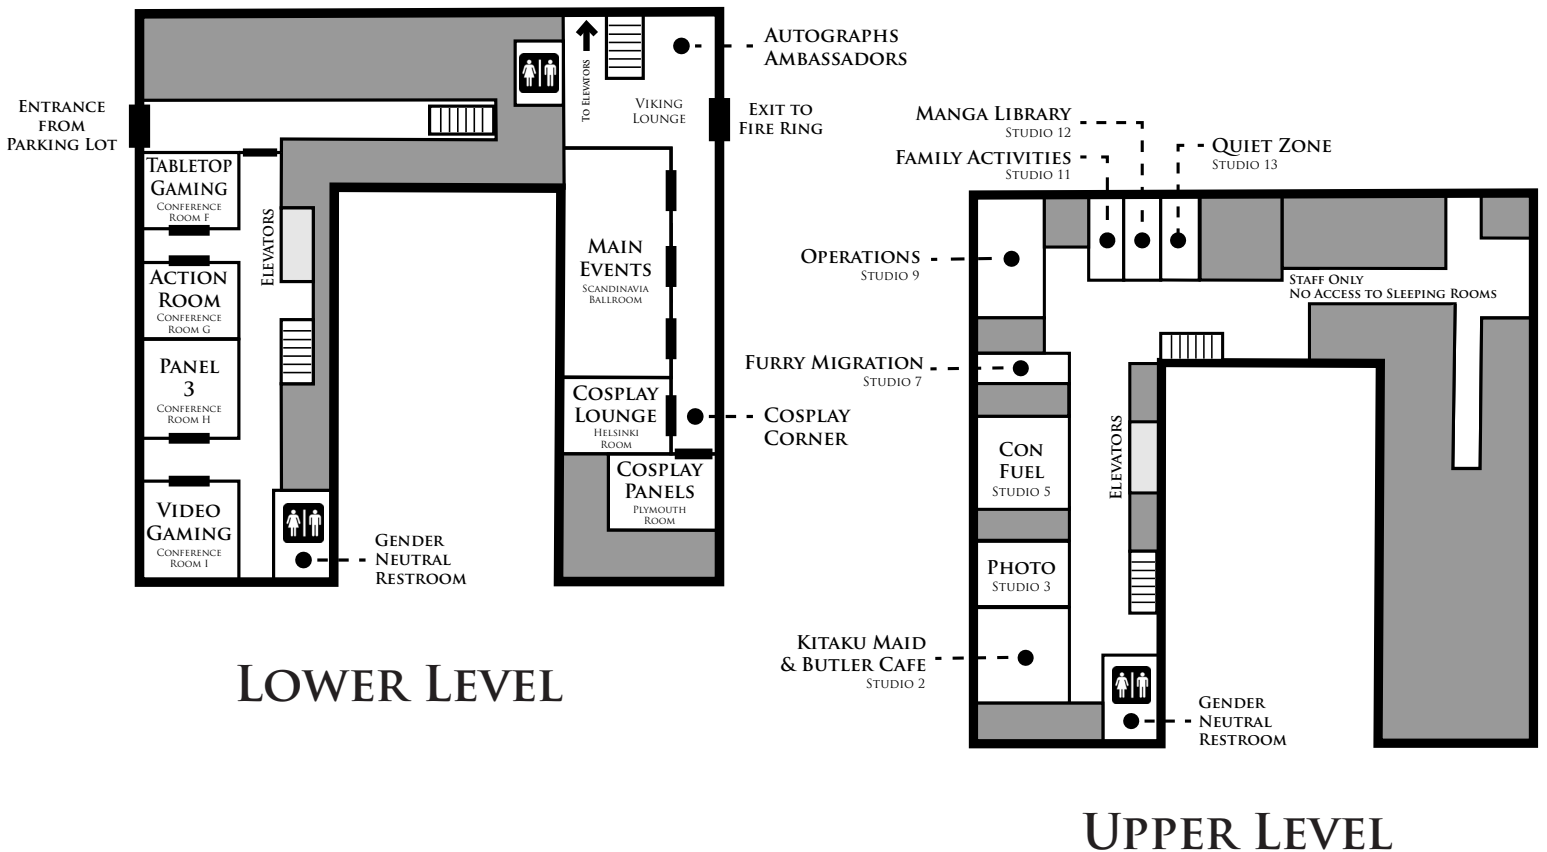 Entrance
from
Parking Lot
To Elevators
Viking
Lounge
Autographs
Ambassadors
Exit to
Fire Ring
Tabletop
Gaming
Conference
Room F
Elevators
Action
Room
Conference
Room G
Panel
3
Conference
Room H
Video
Gaming
Conference
Room I
Gender
Neutral
Restroom
Main
Events
Scandinavia
Ballroom
Cosplay
Lounge
Helsinki
Room
Cosplay
Corner
Cosplay
Panels
Plymouth
Room
Lower Level
Manga Library
Studio 12
Family Activities
Studio 11
Quiet Zone
Studio 13
Operations
Studio 9
Staff Only
No Access to Sleeping Rooms
Furry Migration
Studio 7
Con
Fuel
Studio 5
Elevators
Photo
Studio 3
Kitaku Maid
& Butler Cafe
Studio 2
Gender
Neutral
Restroom
Upper Level